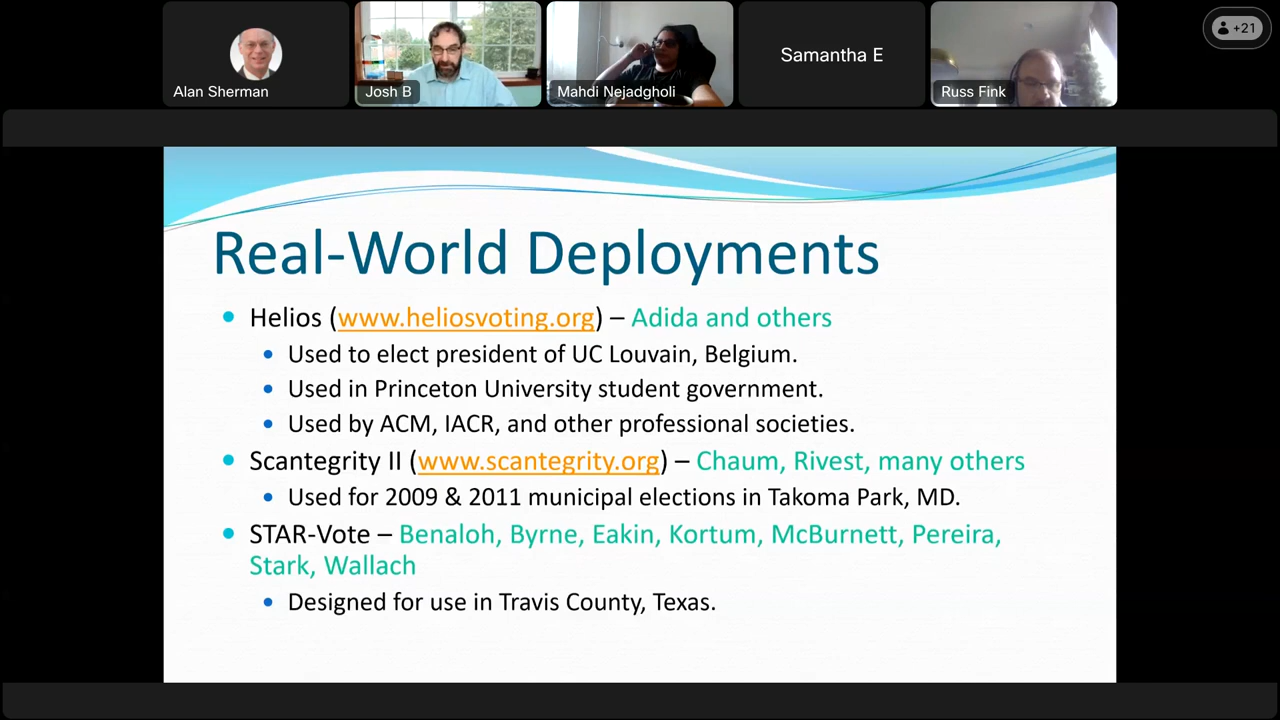 Alan Sherman
Josh B
Mahdi Nejadgholi
Samantha E
Russ Fink
+21
Real-World Deployments
Helios (www.heliosvoting.org) – Adida and others
Used to elect president of UC Louvain, Belgium.
Used in Princeton University student government.
Used by ACM, IACR, and other professional societies.
Scantegrity II (www.scantegrity.org) – Chaum, Rivest, many others
Used for 2009 & 2011 municipal elections in Takoma Park, MD.
STAR-Vote – Benaloh, Byrne, Eakin, Kortum, McBurnett, Pereira,
Stark, Wallach
Designed for use in Travis County, Texas.